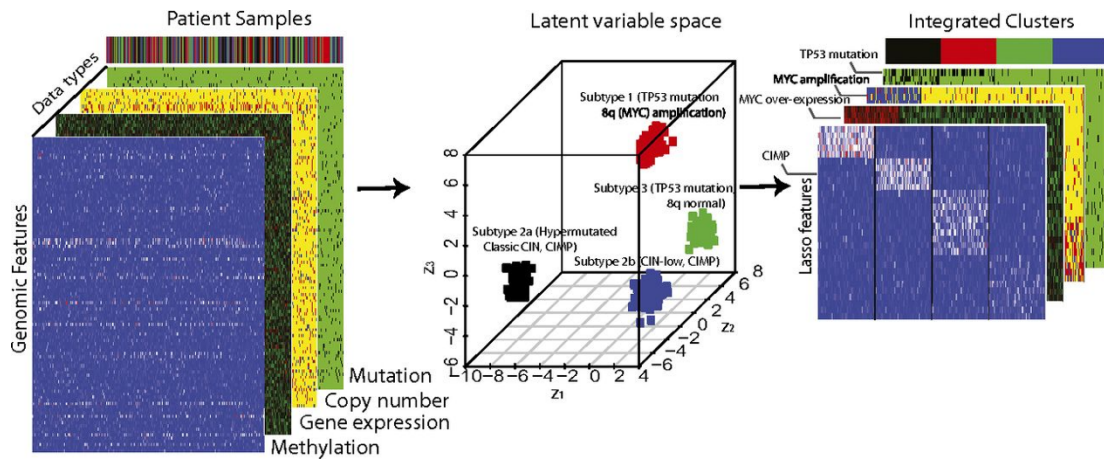 Patient Samples
Data types
Genomic Features
Mutation
Copy number
Gene expression
Methylation
Latent variable space
Subtype 1 (TP53 mutation
8q (MYC) amplification)
Subtype 3 (TP53 mutation
8q normal)
Subtype 2a (Hypermutated
Classic CIN, CIMP)
Subtype 2b (CIN-low, CIMP)
8
6
4
2
0
-2
-4
-6
Z3
-10 -8 -6 -4 -2 0 2 4
Z1
-6 -4 -2 0 2 4 6 8
Z2
Integrated Clusters
TP53 mutation
MYC amplification
MYC over-expression
CIMP
Lasso features